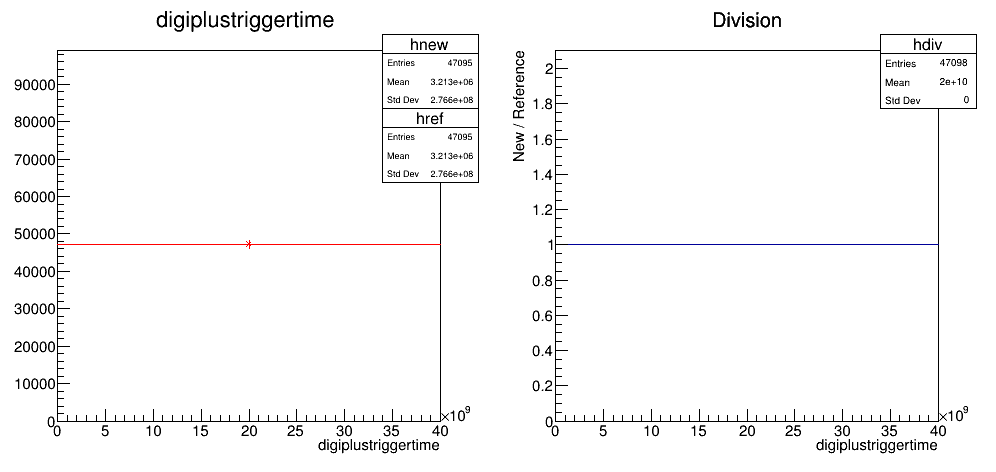 digiplustriggertime
hnew
Entries 47095
Mean 3.213e+06
Std Dev 2.766e+08
href
Entries 47095
Mean 3.213e+06
Std Dev 2.766e+08
90000
80000
70000
60000
50000
40000
30000
20000
10000
0
0 5 10 15 20 25 30 35 40
×10⁹
digiplustriggertime
Division
hdiv
Entries 47098
Mean 2e+10
Std Dev 0
New / Reference
2
1.8
1.6
1.4
1.2
1
0.8
0.6
0.4
0.2
0
0 5 10 15 20 25 30 35 40
×10⁹
digiplustriggertime